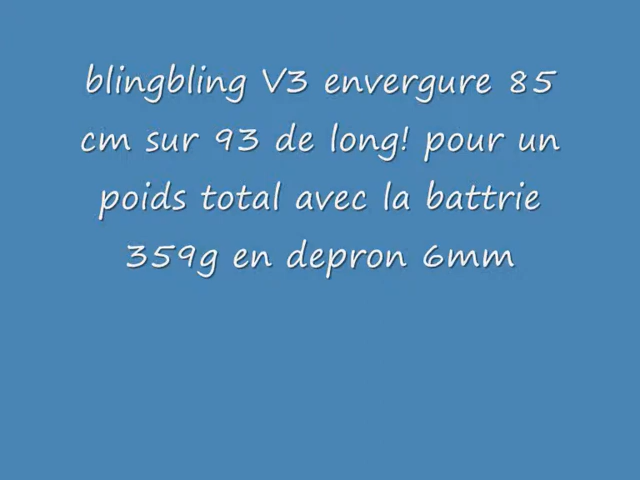 blingbling V3 envergure 85
cm sur 93 de long! pour un
poids total avec la battrie
359g en depron 6mm